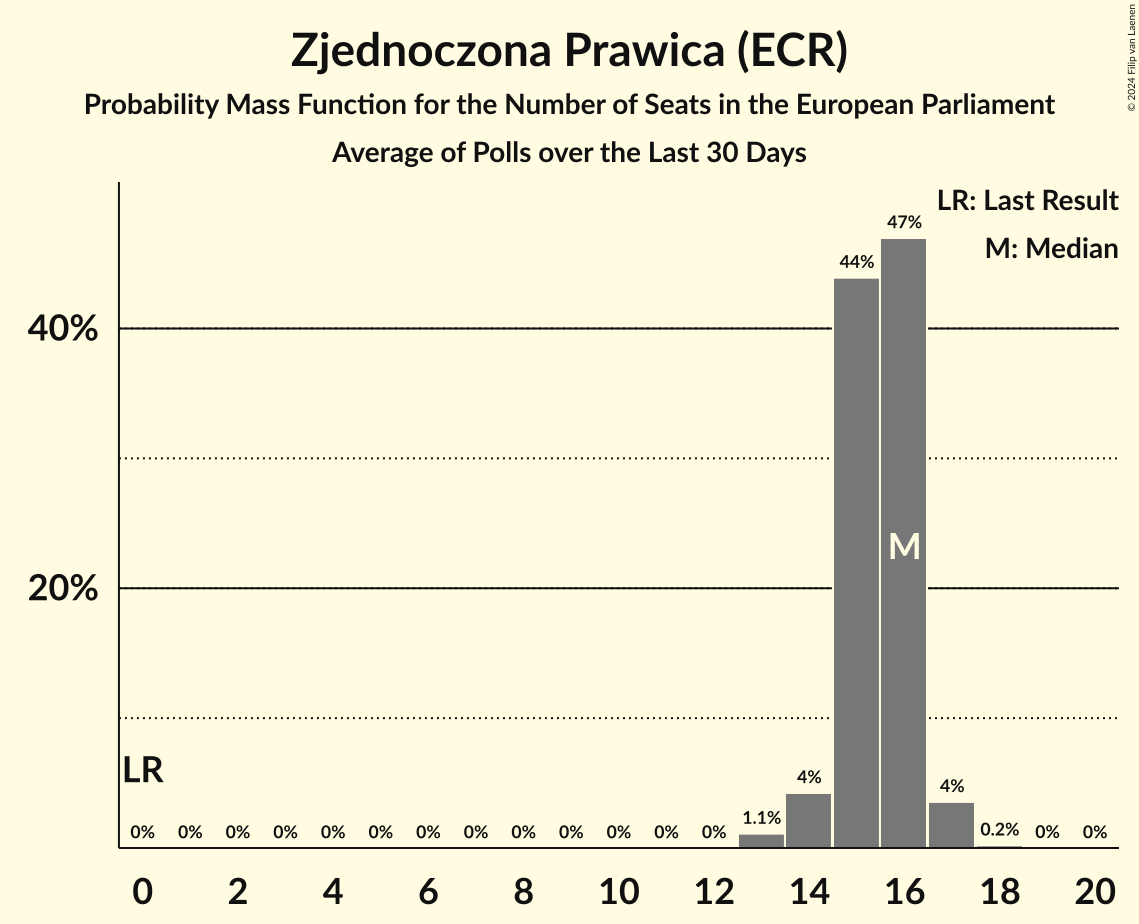 Zjednoczona Prawica (ECR)
Probability Mass Function for the Number of Seats in the European Parliament
Average of Polls over the Last 30 Days
© 2024 Filip van Laenen
LR: Last Result
M: Median
40%
20%
LR
M
0% 0% 0% 0% 0% 0% 0% 0% 0% 0% 0% 0% 0% 1.1% 4% 44% 47% 4% 0.2% 0% 0%
0 2 4 6 8 10 12 14 16 18 20